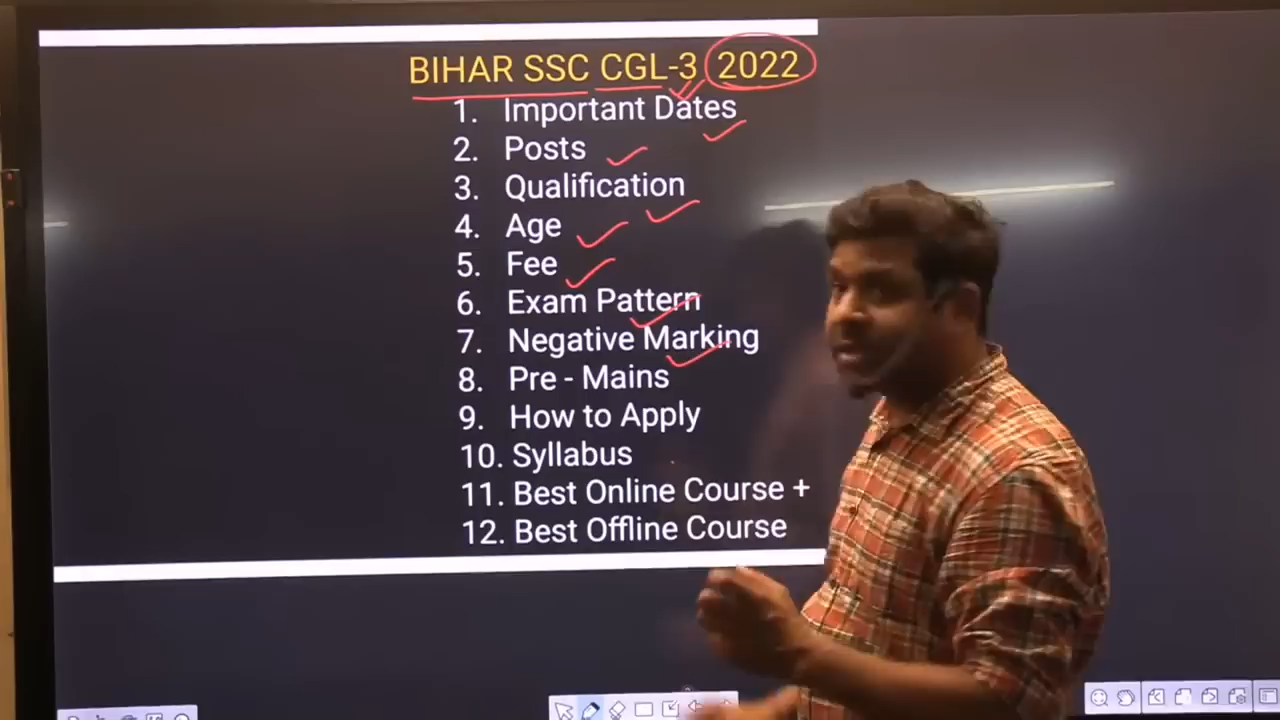 BIHAR SSC CGL-3 2022
1. Important Dates
2. Posts
3. Qualification
4. Age
5. Fee
6. Exam Pattern
7. Negative Marking
8. Pre - Mains
9. How to Apply
10. Syllabus
11. Best Online Course +
12. Best Offline Course